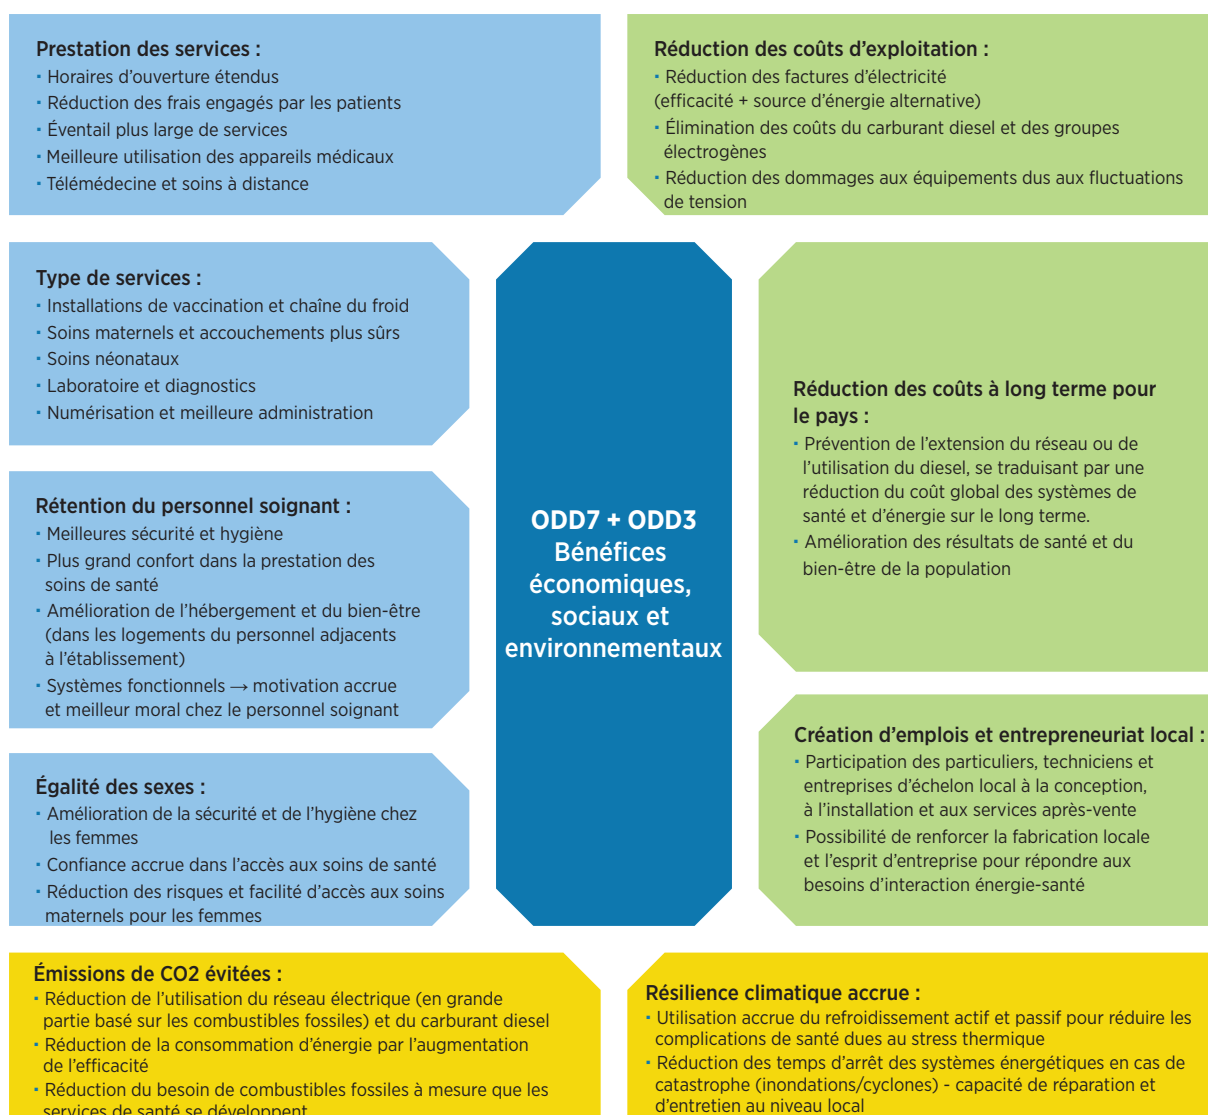 Prestation des services :
· Horaires d’ouverture étendus
· Réduction des frais engagés par les patients
· Éventail plus large de services
· Meilleure utilisation des appareils médicaux
· Télémédecine et soins à distance
Réduction des coûts d’exploitation :
· Réduction des factures d’électricité
(efficacité + source d’énergie alternative)
· Élimination des coûts du carburant diesel et des groupes
électrogènes
· Réduction des dommages aux équipements dus aux fluctuations
de tension
Type de services :
· Installations de vaccination et chaîne du froid
· Soins maternels et accouchements plus sûrs
· Soins néonataux
· Laboratoire et diagnostics
· Numérisation et meilleure administration
Rétention du personnel soignant :
· Meilleures sécurité et hygiène
· Plus grand confort dans la prestation des
soins de santé
· Amélioration de l’hébergement et du bien-être
(dans les logements du personnel adjacents
à l’établissement)
· Systèmes fonctionnels → motivation accrue
et meilleur moral chez le personnel soignant
Égalité des sexes :
· Amélioration de la sécurité et de l’hygiène chez
les femmes
· Confiance accrue dans l’accès aux soins de santé
· Réduction des risques et facilité d’accès aux soins
maternels pour les femmes
ODD7 + ODD3
Bénéfices
économiques,
sociaux et
environnementaux
Réduction des coûts à long terme pour
le pays :
· Prévention de l’extension du réseau ou de
l’utilisation du diesel, se traduisant par une
réduction du coût global des systèmes de
santé et d’énergie sur le long terme.
· Amélioration des résultats de santé et du
bien-être de la population
Création d’emplois et entrepreneuriat local :
· Participation des particuliers, techniciens et
entreprises d’échelon local à la conception,
à l’installation et aux services après-vente
· Possibilité de renforcer la fabrication locale
et l’esprit d’entreprise pour répondre aux
besoins d’interaction énergie-santé
Émissions de CO2 évitées :
· Réduction de l’utilisation du réseau électrique (en grande
partie basé sur les combustibles fossiles) et du carburant diesel
· Réduction de la consommation d’énergie par l’augmentation
de l’efficacité
· Réduction du besoin de combustibles fossiles à mesure que les
services de santé se développent
Résilience climatique accrue :
· Utilisation accrue du refroidissement actif et passif pour réduire les
complications de santé dues au stress thermique
· Réduction des temps d’arrêt des systèmes énergétiques en cas de
catastrophe (inondations/cyclones) - capacité de réparation et
d’entretien au niveau local